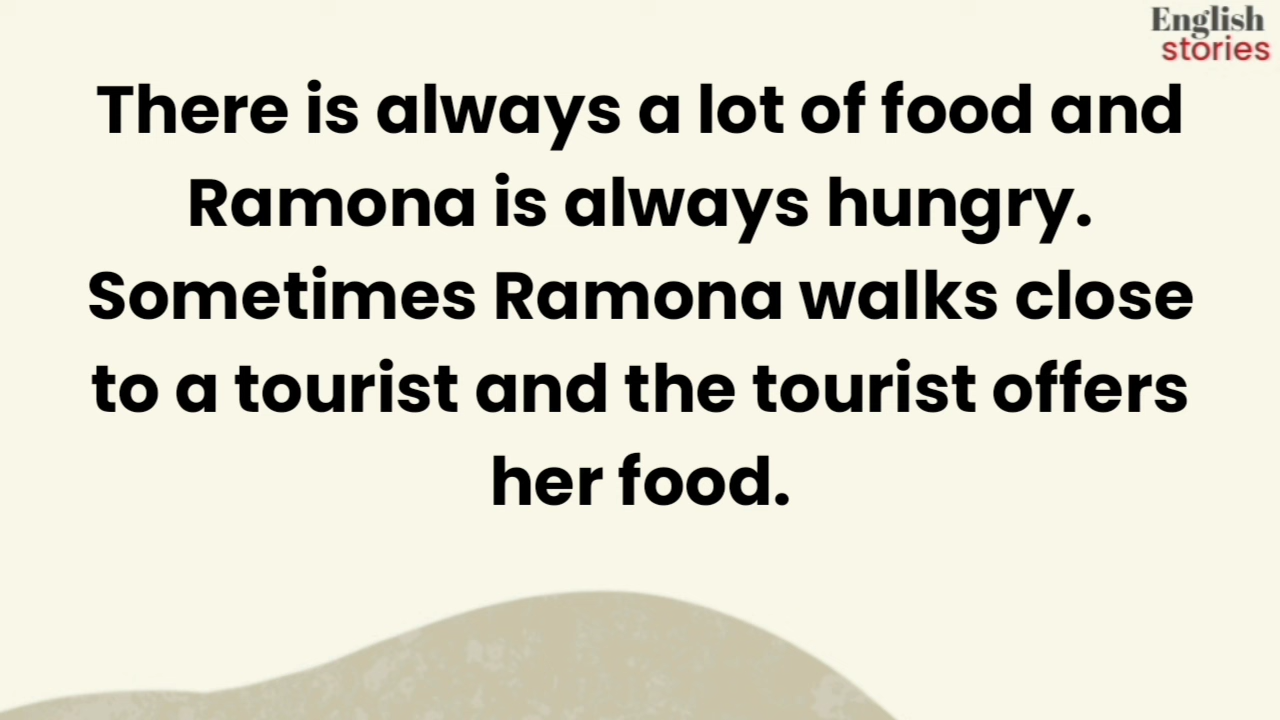 English
stories
There is always a lot of food and
Ramona is always hungry.
Sometimes Ramona walks close
to a tourist and the tourist offers
her food.